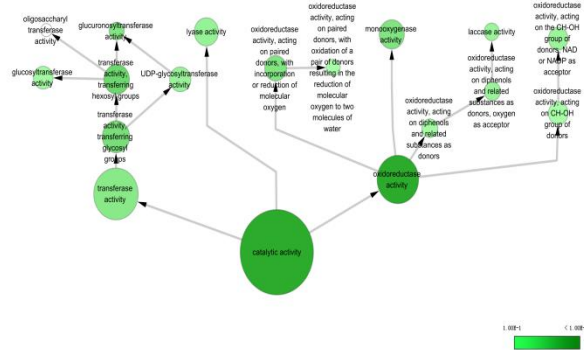 oligosaccharyl
transferase
activity
glucuronosyltransferase
activity
lyase activity
glucosyltransferase
activity
transferase
activity,
transferring
hexosyl groups
UDP-glycosyltransferase
activity
transferase
activity,
transferring
glycosyl
groups
transferase
activity
catalytic activity
oxidoreductase
activity, acting
on paired
donors, with
incorporation
or reduction of
molecular
oxygen
oxidoreductase
activity, acting
on paired
donors, with
oxidation of a
pair of donors
resulting in the
reduction of
molecular
oxygen to two
molecules of
water
monooxygenase
activity
laccase activity
oxidoreductase
activity, acting
on diphenols
and related
substances as
donors, oxygen
as acceptor
oxidoreductase
activity, acting
on diphenols
and related
substances as
donors
oxidoreductase
activity, acting
on the CH-OH
group of
donors, NAD
or NADP as
acceptor
oxidoreductase
activity, acting
on CH-OH
group of
donors
oxidoreductase
activity